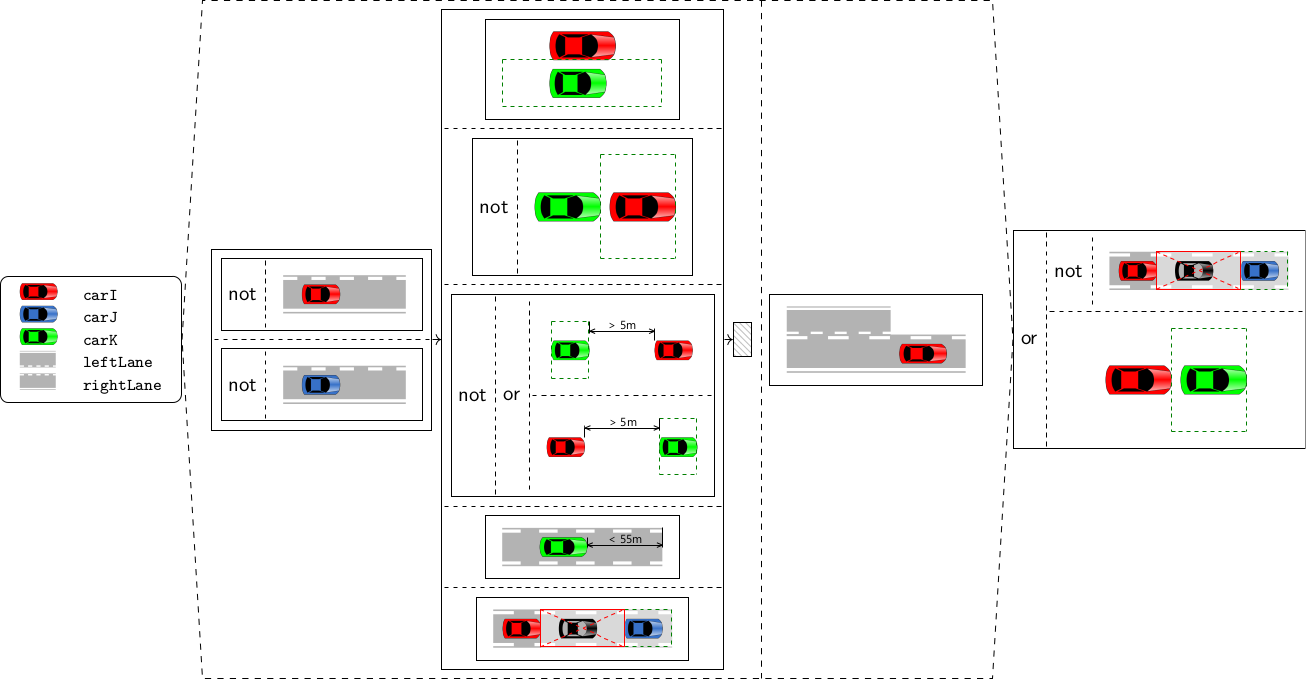 carI
carJ
carK
leftLane
rightLane
not
not
not
not
or
> 5m
> 5m
< 55m
or
not